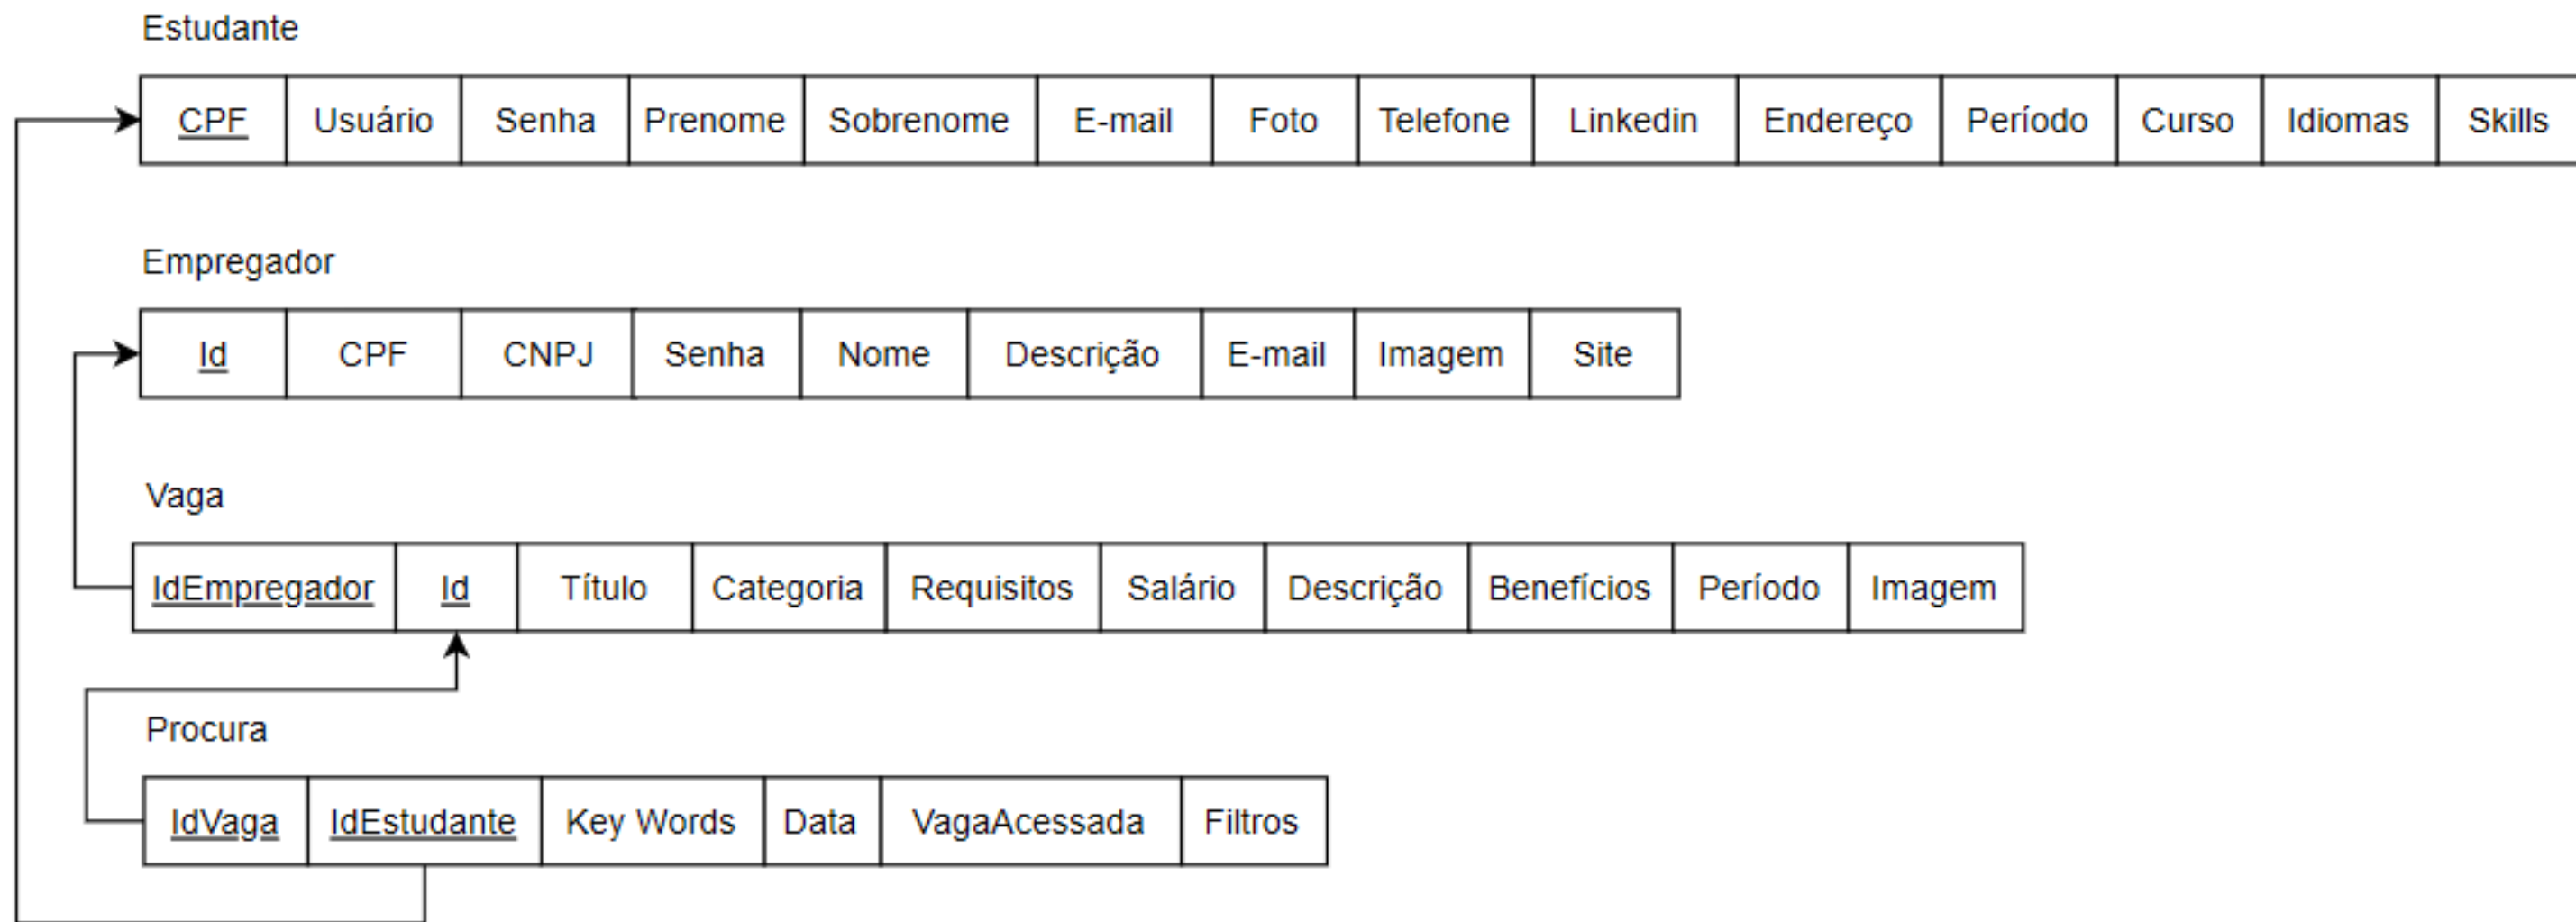 Estudante
CPF Usuário Senha Prenome Sobrenome E-mail Foto Telefone Linkedin Endereço Período Curso Idiomas Skills
Empregador
Id CPF CNPJ Senha Nome Descrição E-mail Imagem Site
Vaga
IdEmpregador Id Título Categoria Requisitos Salário Descrição Benefícios Período Imagem
Procura
IdVaga IdEstudante Key Words Data VagaAcessada Filtros